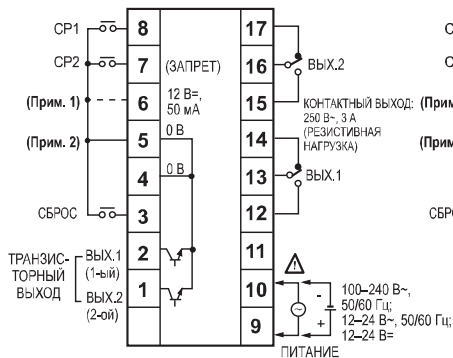 CP1
8
17
CP2
7
(ЗАПРЕТ)
16
ВЫХ.2
(Прим. 1)
6
12 В=,
50 мА
15
КОНТАКТНЫЙ ВЫХОД:
250 В~, 3 А
(РЕЗИСТИВНАЯ
НАГРУЗКА)
(Прим. 2)
5
0 В
14
4
0 В
13
ВЫХ.1
СБРОС
3
12
ТРАНЗИС-
ТОРНЫЙ
ВЫХОД
ВЫХ.1
(1-ый)
2
11
ВЫХ.2
(2-ой)
1
10
9
- +
100–240 В~,
50/60 Гц;
12–24 В~, 50/60 Гц;
12–24 В=
ПИТАНИЕ
С
С
(Прим
(Прим
СБРО